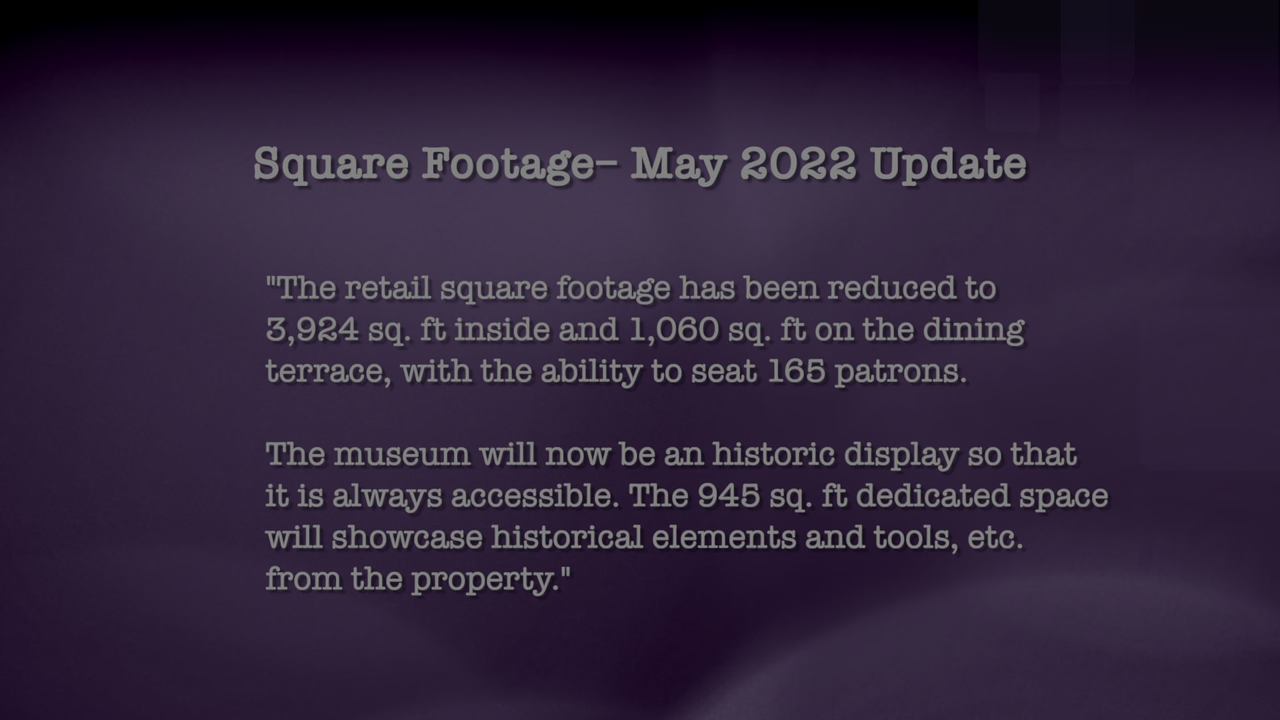 Square Footage– May 2022 Update
"The retail square footage has been reduced to
3,924 sq. ft inside and 1,060 sq. ft on the dining
terrace, with the ability to seat 165 patrons.
The museum will now be an historic display so that
it is always accessible. The 945 sq. ft dedicated space
will showcase historical elements and tools, etc.
from the property."